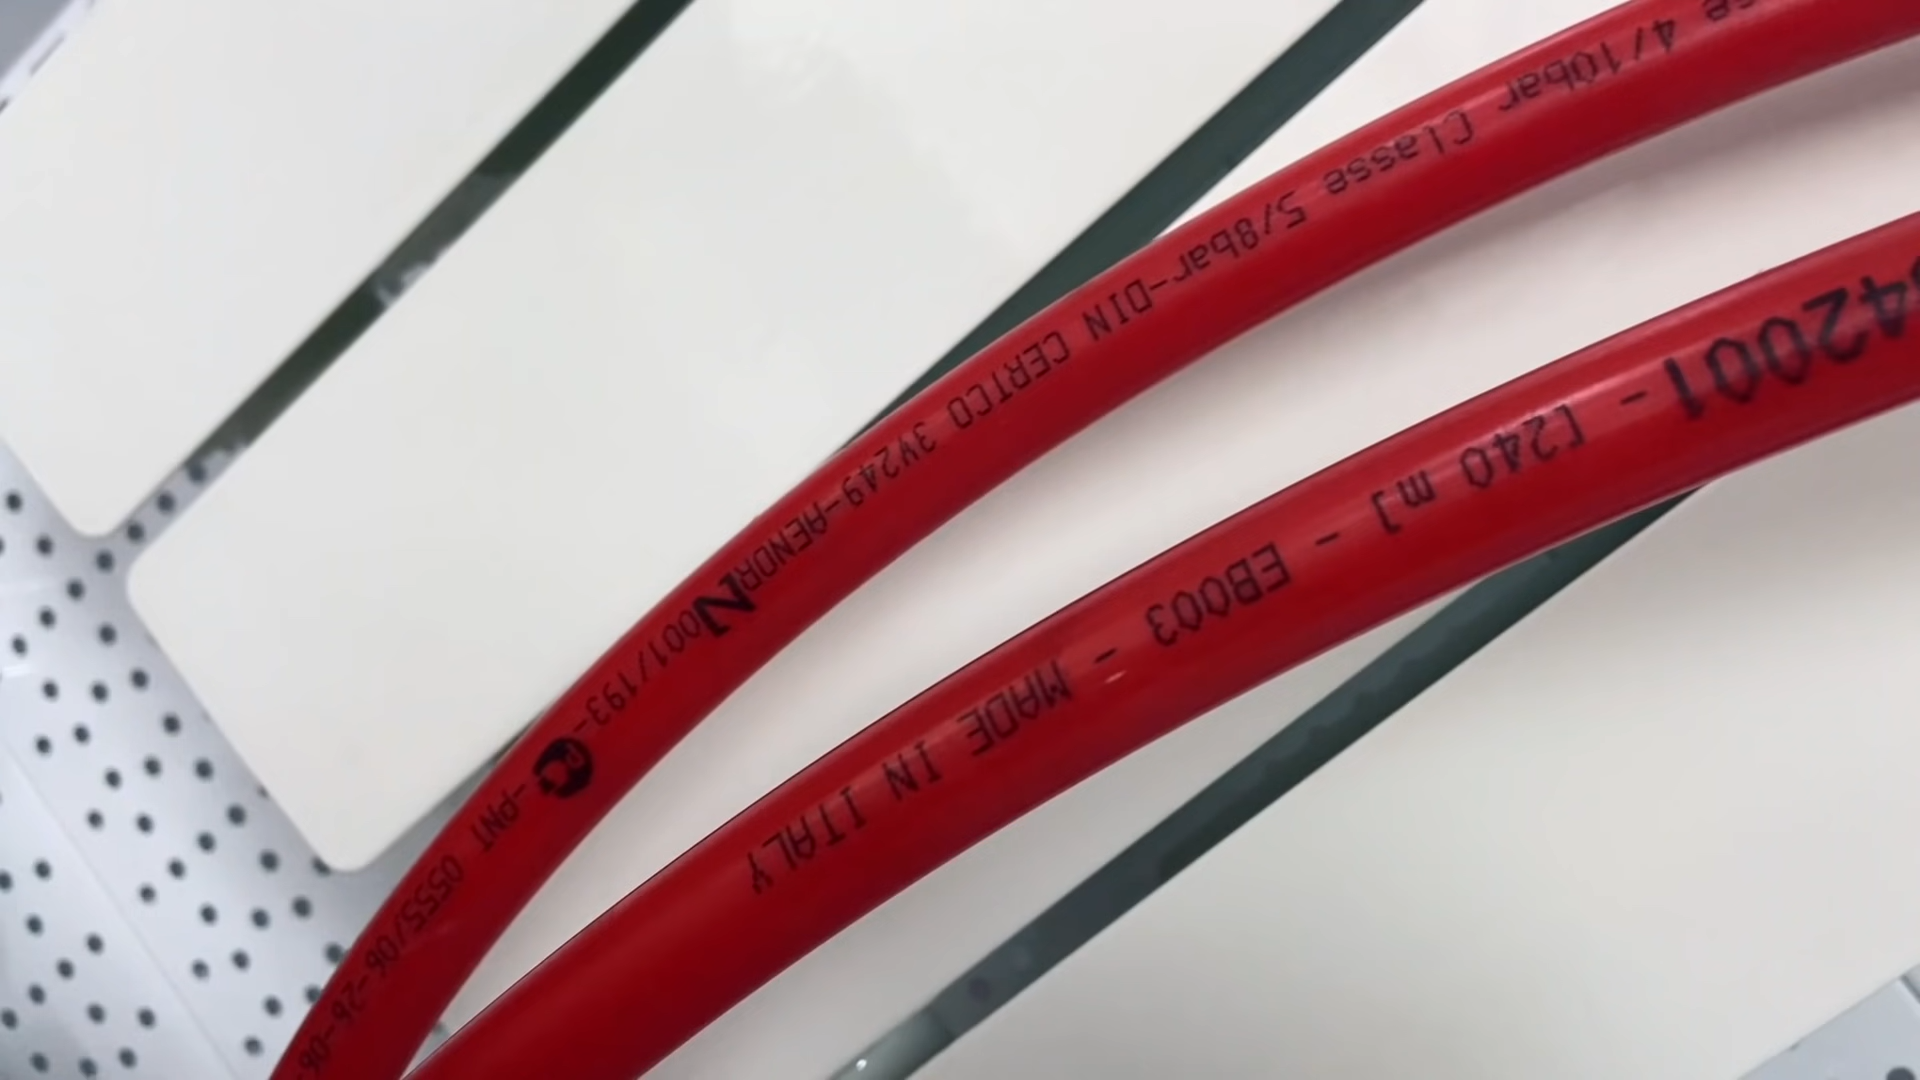 se 4/10bar Classe 5/8bar-DIN CERTCO 3V249-AENOR N 001/193- -PNT 0555/06-26-06-
42001 - [240 m] - EB003 - MADE IN ITALY